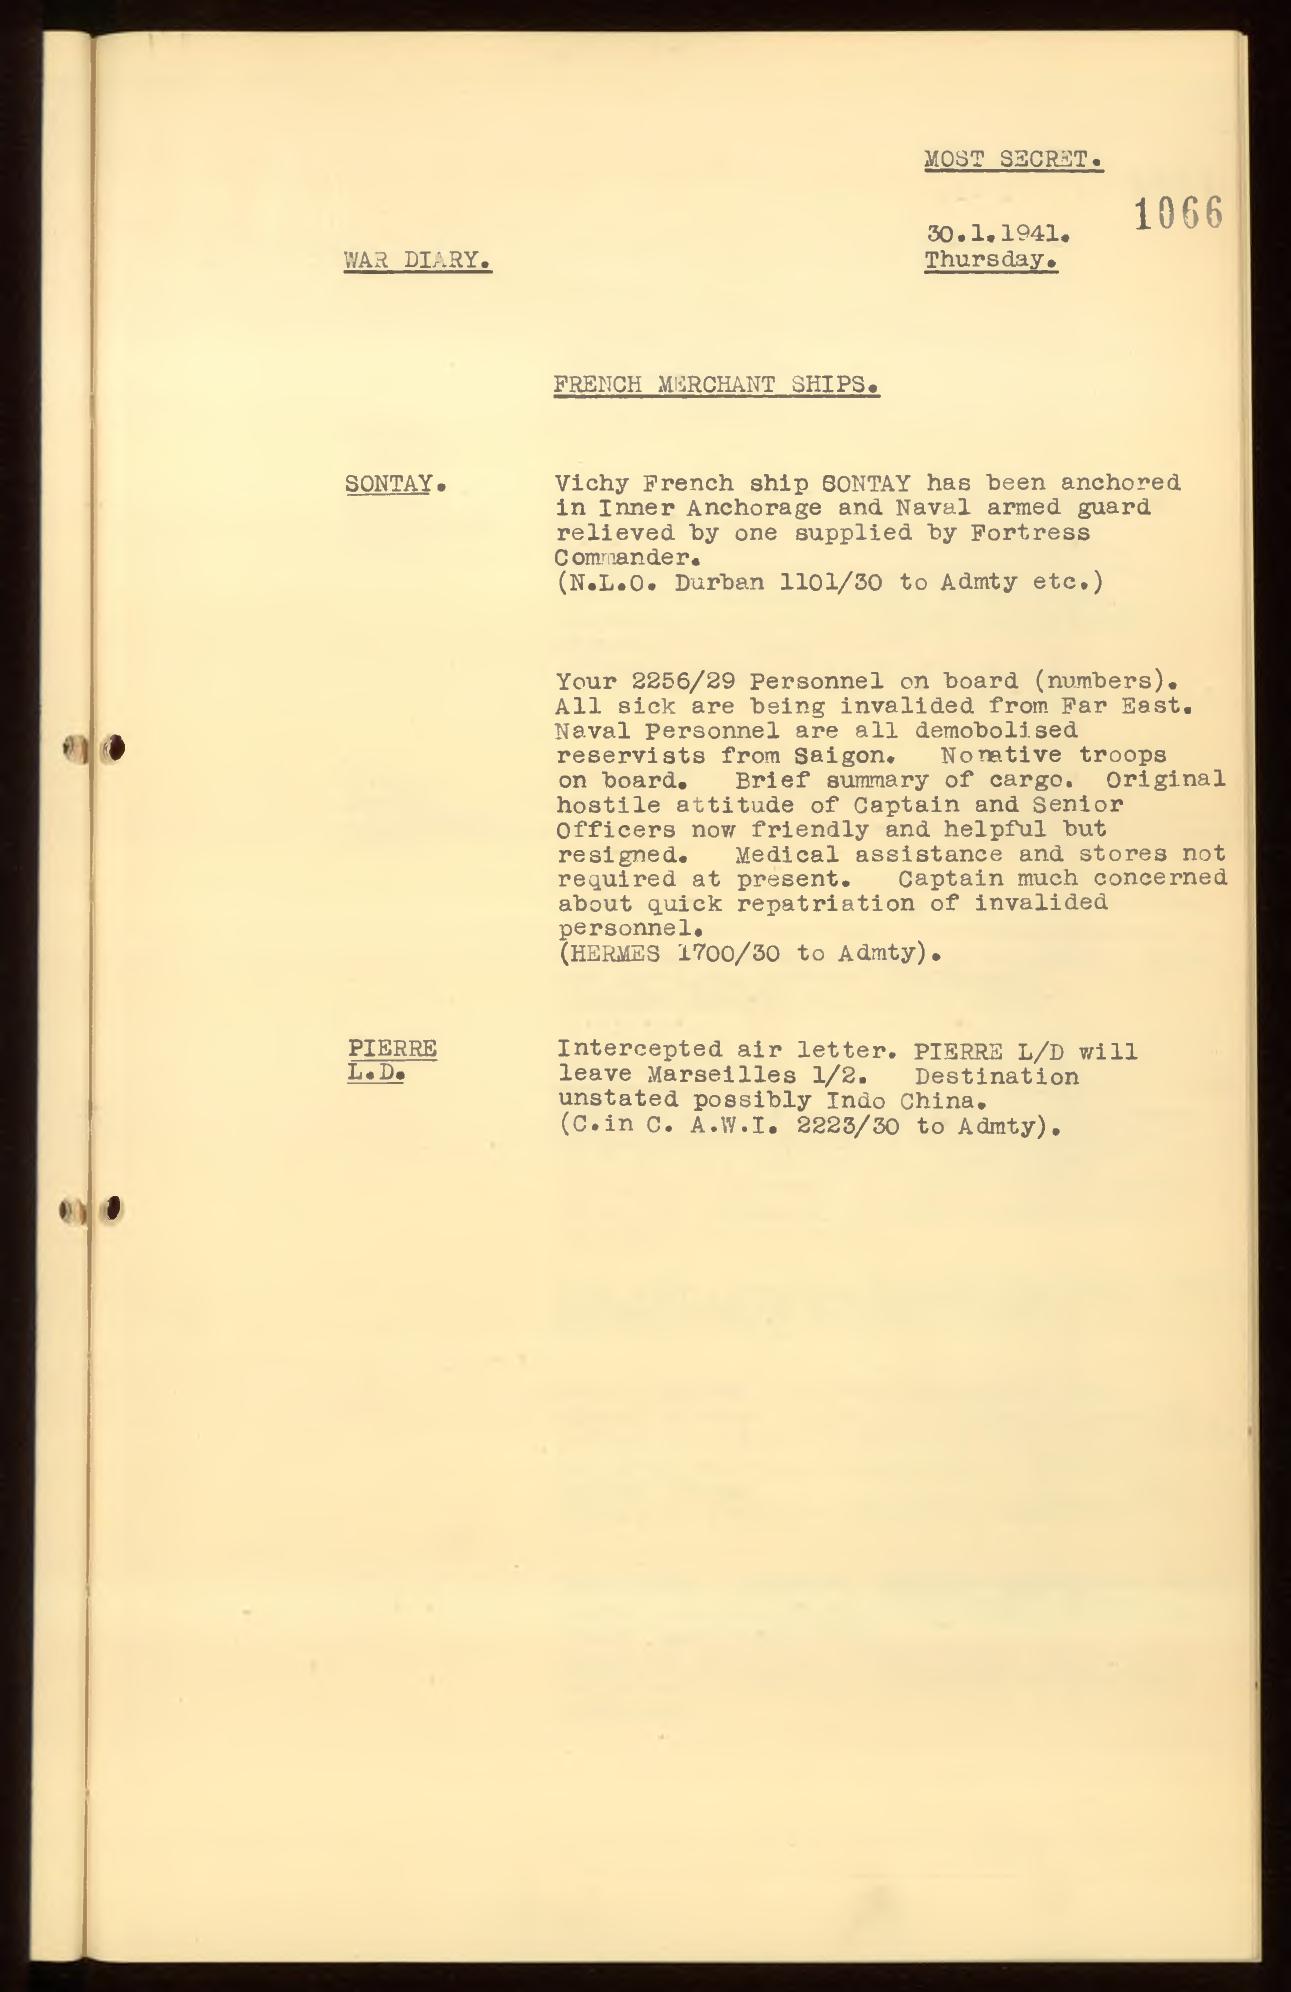 MOST SECRET.
1066
30.1.1941.
WAR DIARY.
Thursday.
FRENCH MERCHANT SHIPS.
SONTAY.
Vichy French ship SONTAY has been anchored
in Inner Anchorage and Naval armed guard
relieved by one supplied by Fortress
Commander.
(N.L.O. Durban 1101/30 to Admty etc.)
Your 2256/29 Personnel on board (numbers).
All sick are being invalided from Far East.
Naval Personnel are all demobolised
reservists from Saigon. No native troops
on board. Brief summary of cargo. Original
hostile attitude of Captain and Senior
Officers now friendly and helpful but
resigned. Medical assistance and stores not
required at present. Captain much concerned
about quick repatriation of invalided
personnel.
(HERMES 1700/30 to Admty).
PIERRE
L.D.
Intercepted air letter. PIERRE L/D will
leave Marseilles 1/2. Destination
unstated possibly Indo China.
(C.in C. A.W.I. 2223/30 to Admty).